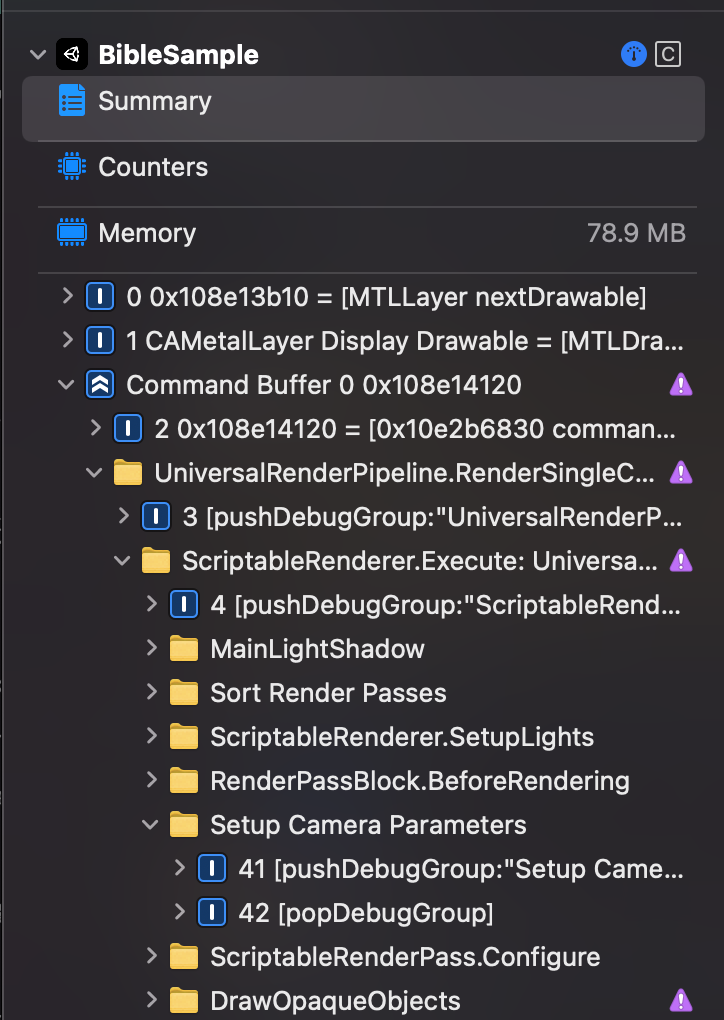 BibleSample
C
Summary
Counters
Memory 78.9 MB
0 0x108e13b10 = [MTLLayer nextDrawable]
1 CAMetalLayer Display Drawable = [MTLDra...
Command Buffer 0 0x108e14120
2 0x108e14120 = [0x10e2b6830 comman...
UniversalRenderPipeline.RenderSingleC...
3 [pushDebugGroup:"UniversalRenderP...
ScriptableRenderer.Execute: Universa...
4 [pushDebugGroup:"ScriptableRend...
MainLightShadow
Sort Render Passes
ScriptableRenderer.SetupLights
RenderPassBlock.BeforeRendering
Setup Camera Parameters
41 [pushDebugGroup:"Setup Came...
42 [popDebugGroup]
ScriptableRenderPass.Configure
DrawOpaqueObjects